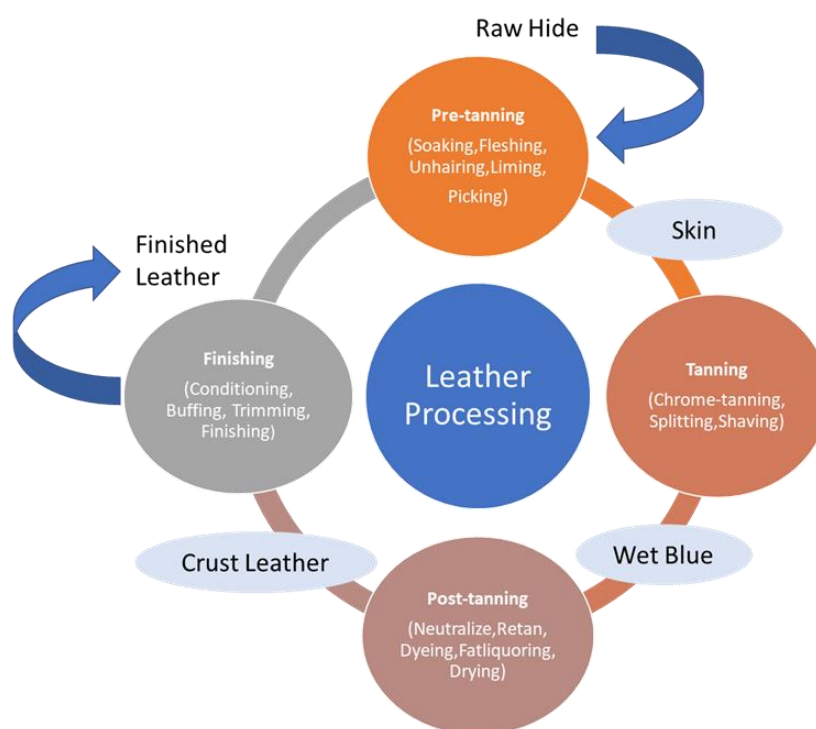 Raw Hide
Pre-tanning
(Soaking,Fleshing,
Unhairing,Liming,
Picking)
Skin
Finished
Leather
Finishing
(Conditioning,
Buffing, Trimming,
Finishing)
Leather
Processing
Tanning
(Chrome-tanning,
Splitting,Shaving)
Crust Leather
Wet Blue
Post-tanning
(Neutralize,Retan,
Dyeing,Fatliquoring,
Drying)